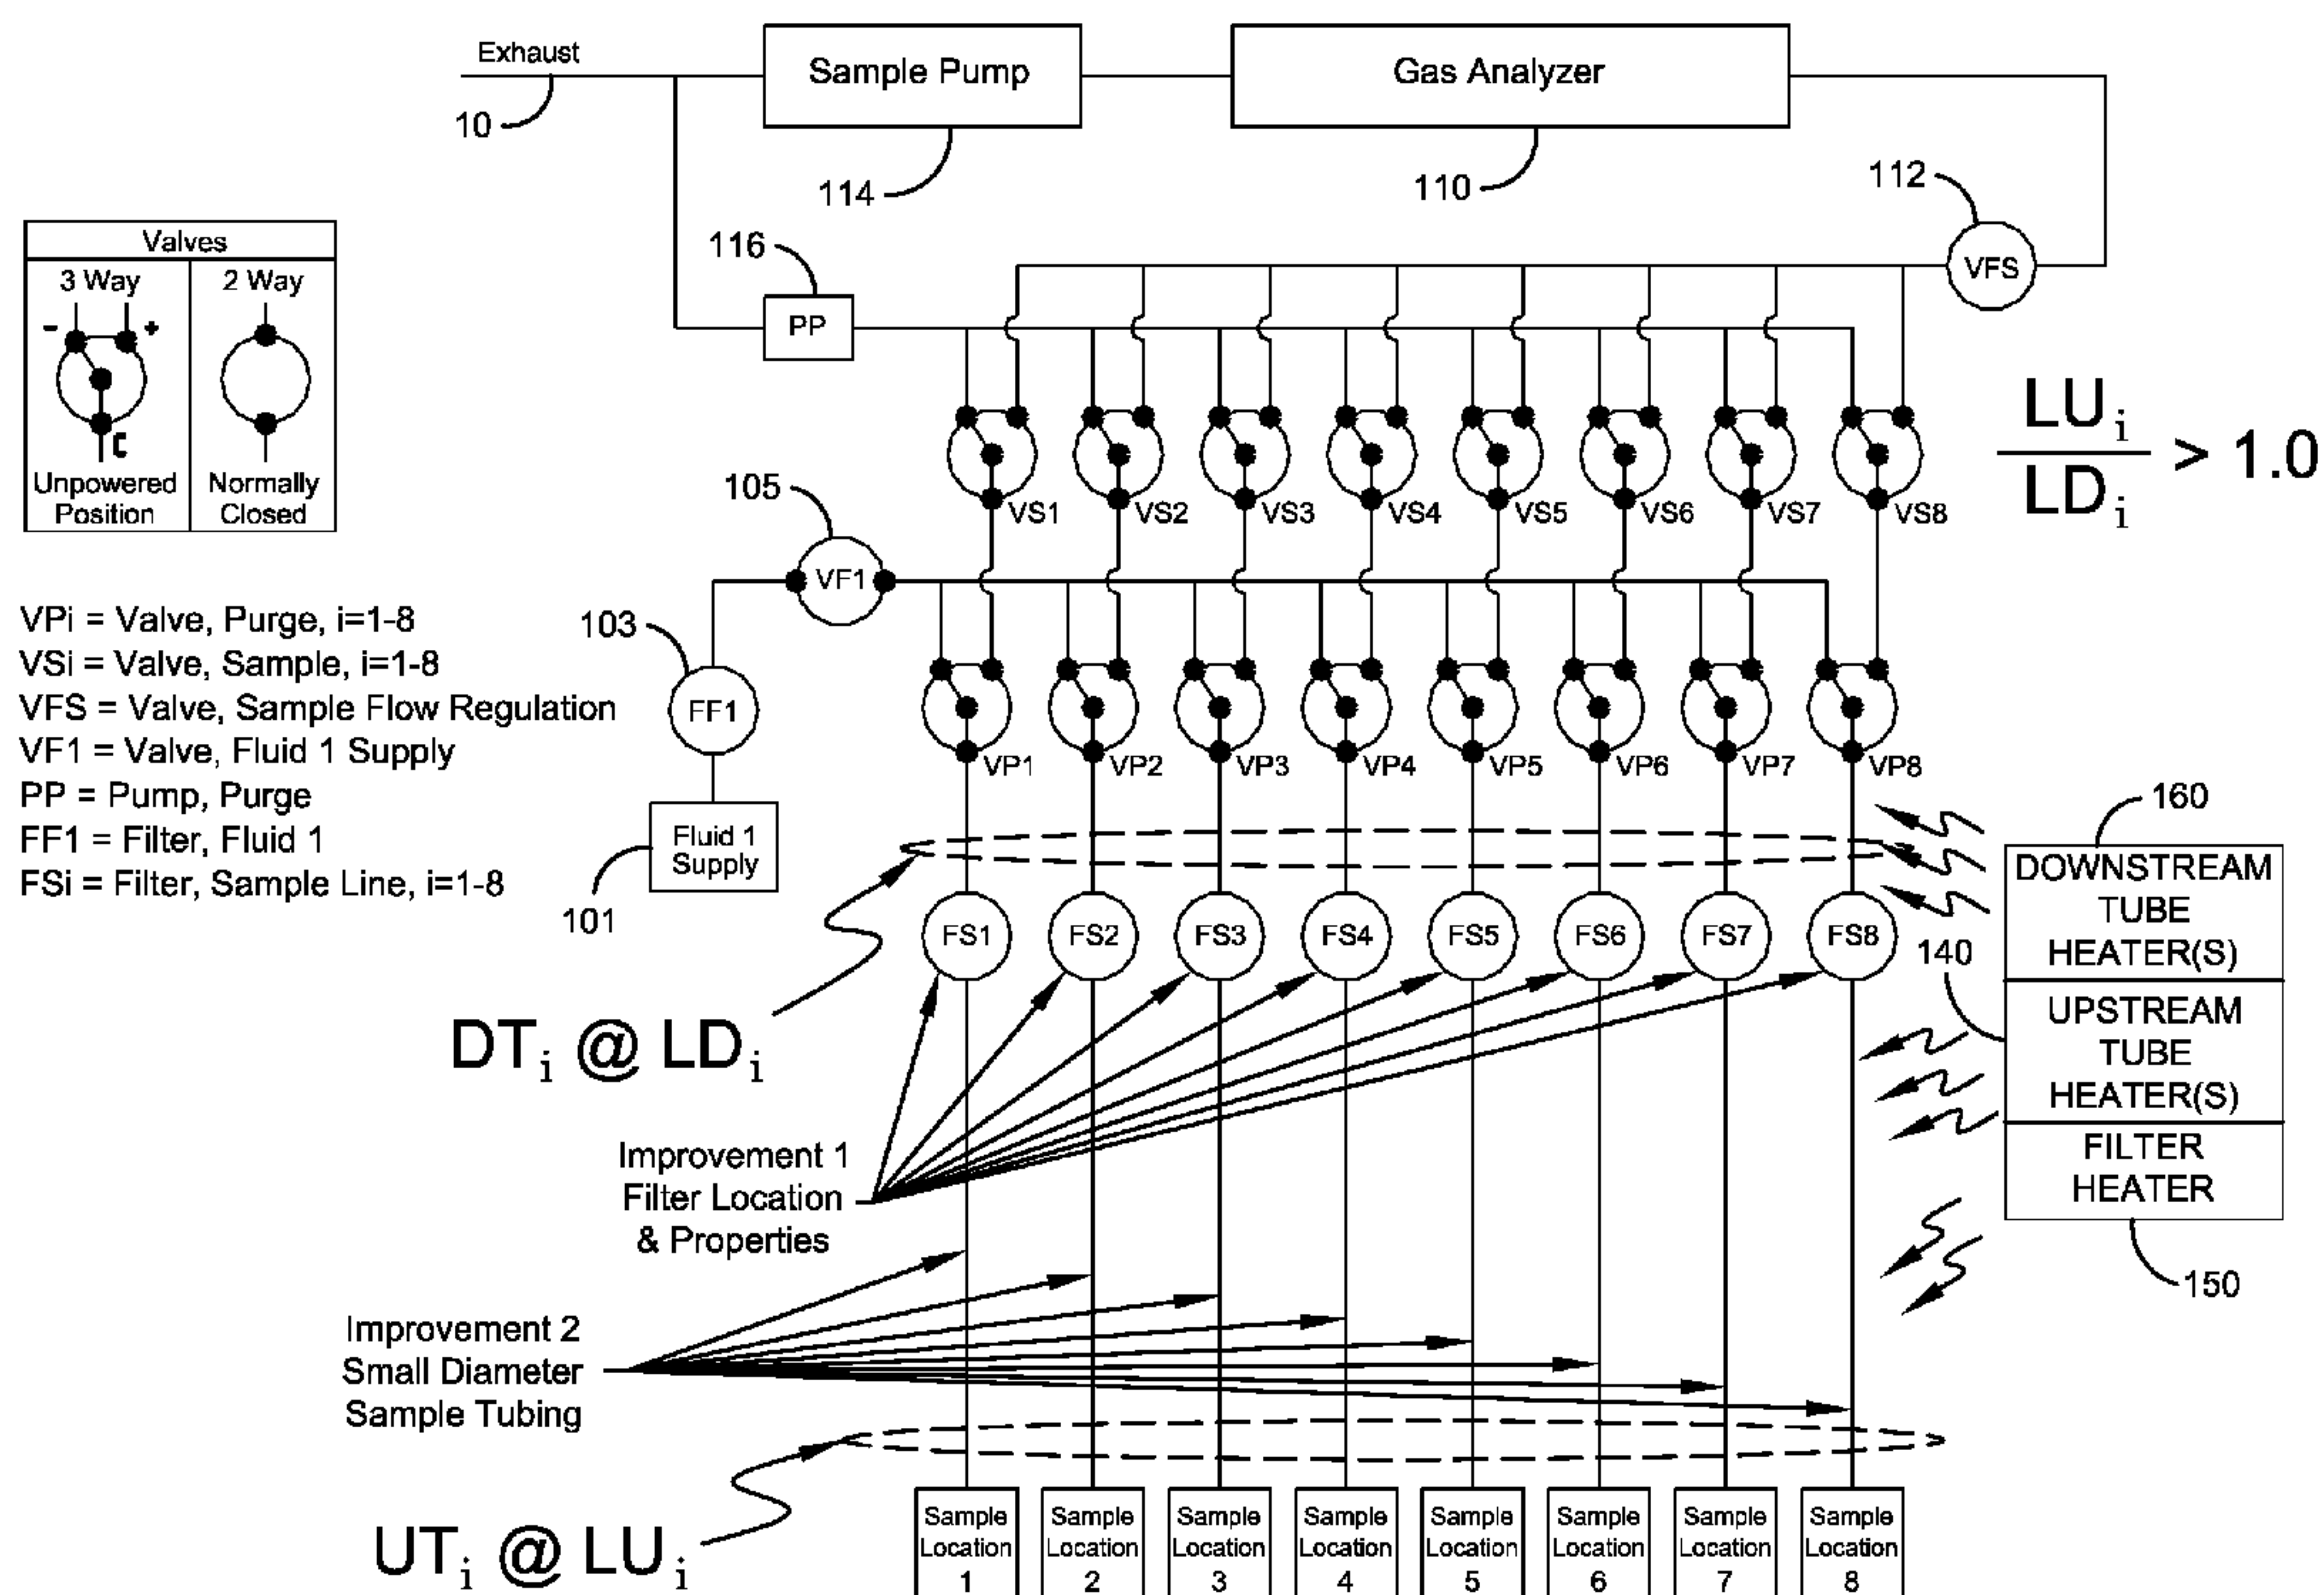 Exhaust
10
Sample Pump
114
Gas Analyzer
110
112
VFS
116
PP
Valves
3 Way
2 Way
- +
C
Unpowered
Position
Normally
Closed
VS1 VS2 VS3 VS4 VS5 VS6 VS7 VS8
LUi
LDi
> 1.0
105
VF1
103
FF1
Fluid 1
Supply
101
VPi = Valve, Purge, i=1-8
VSi = Valve, Sample, i=1-8
VFS = Valve, Sample Flow Regulation
VF1 = Valve, Fluid 1 Supply
PP = Pump, Purge
FF1 = Filter, Fluid 1
FSi = Filter, Sample Line, i=1-8
VP1 VP2 VP3 VP4 VP5 VP6 VP7 VP8
160
DOWNSTREAM
TUBE
HEATER(S)
140
UPSTREAM
TUBE
HEATER(S)
FILTER
HEATER
150
FS1 FS2 FS3 FS4 FS5 FS6 FS7 FS8
DTi @ LDi
Improvement 1
Filter Location
& Properties
Improvement 2
Small Diameter
Sample Tubing
UTi @ LUi
Sample
Location
1
Sample
Location
2
Sample
Location
3
Sample
Location
4
Sample
Location
5
Sample
Location
6
Sample
Location
7
Sample
Location
8